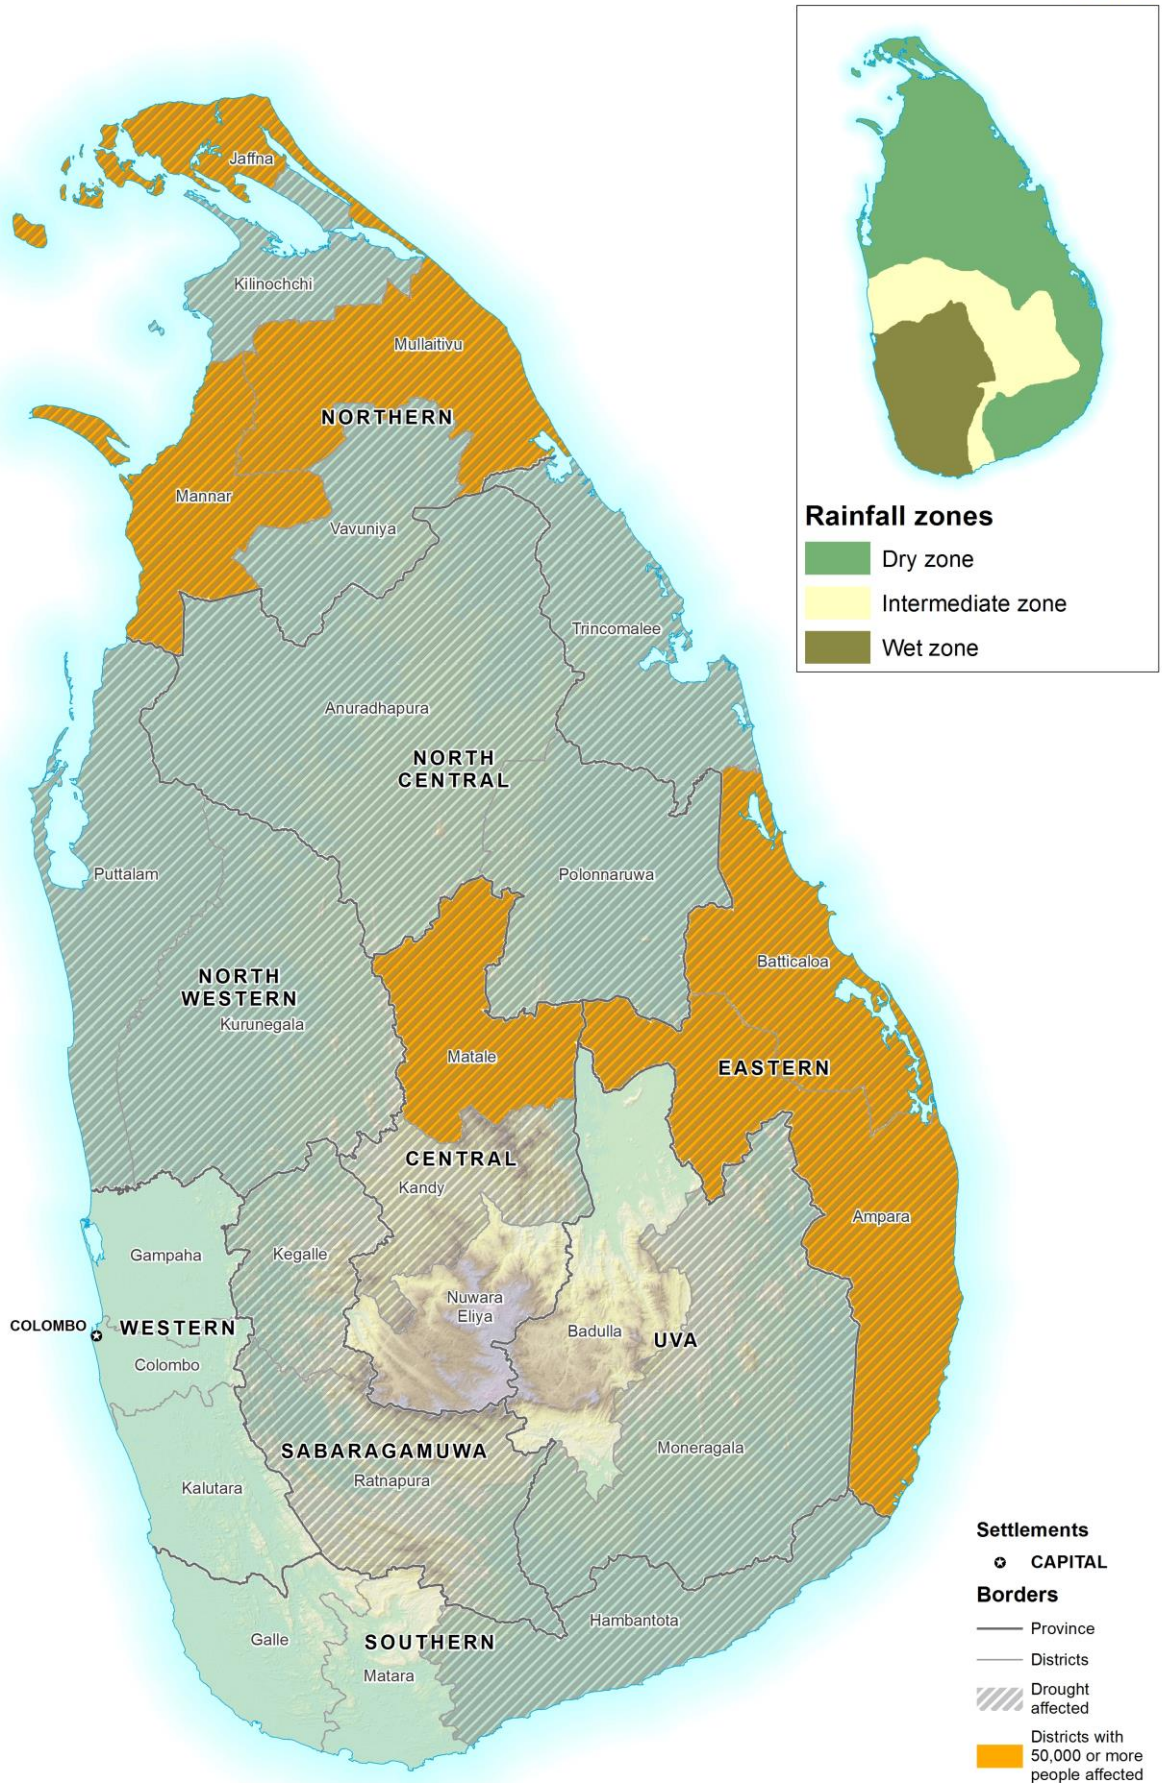 Jaffna
Kilinochchi
Mullaitivu
NORTHERN
Mannar
Vavuniya
Trincomalee
Anuradhapura
NORTH
CENTRAL
Puttalam
Polonnaruwa
Batticaloa
NORTH
WESTERN
Kurunegala
Matale
EASTERN
CENTRAL
Kandy
Ampara
Gampaha
Kegalle
Nuwara
Eliya
COLOMBO
WESTERN
Badulla
UVA
Colombo
SABARAGAMUWA
Moneragala
Ratnapura
Kalutara
Hambantota
Galle
SOUTHERN
Matara
Rainfall zones
Dry zone
Intermediate zone
Wet zone
Settlements
CAPITAL
Borders
Province
Districts
Drought
affected
Districts with
50,000 or more
people affected